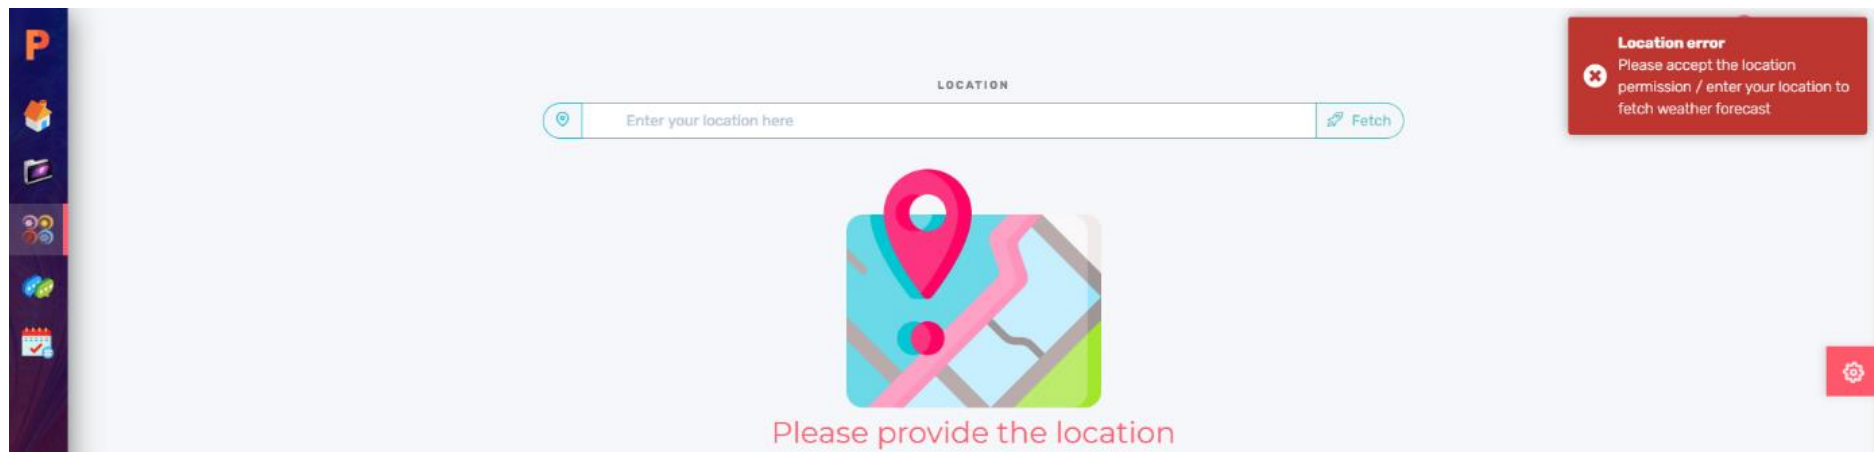 P
LOCATION
Enter your location here
Fetch
Location error
Please accept the location
permission / enter your location to
fetch weather forecast
Please provide the location